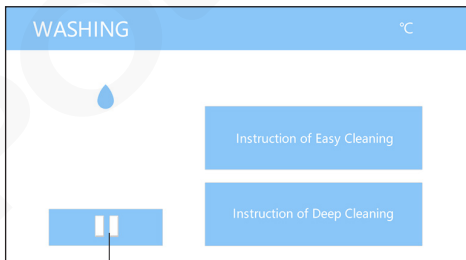 WASHING
°C
Instruction of Easy Cleaning
Instruction of Deep Cleaning